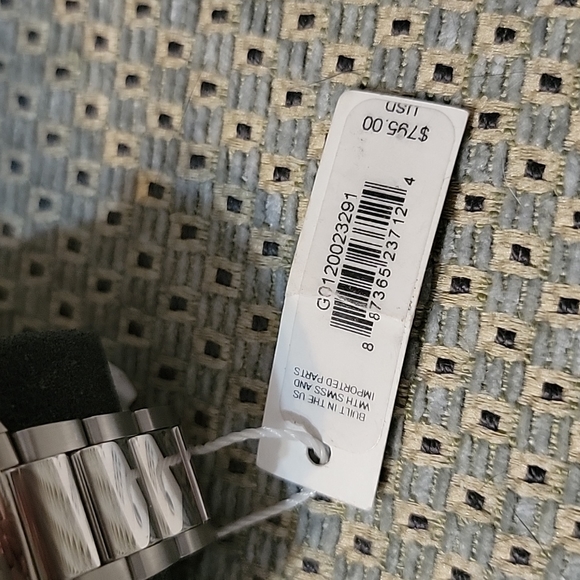 BUILT IN THE US
WITH SWISS AND
IMPORTED PARTS
G0120023291
8 87365 23712 4
$795.00
USD